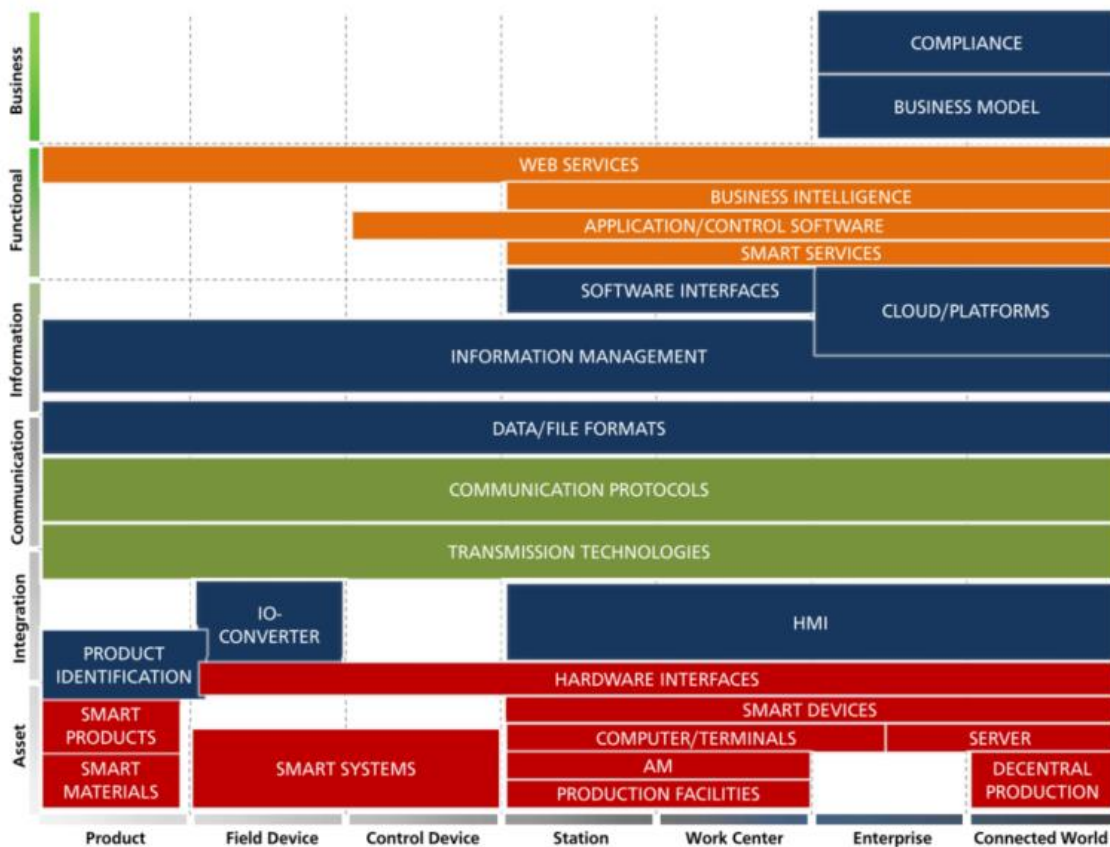 Business
COMPLIANCE
BUSINESS MODEL
Functional
WEB SERVICES
BUSINESS INTELLIGENCE
APPLICATION/CONTROL SOFTWARE
SMART SERVICES
Information
SOFTWARE INTERFACES
CLOUD/PLATFORMS
INFORMATION MANAGEMENT
Communication
DATA/FILE FORMATS
COMMUNICATION PROTOCOLS
TRANSMISSION TECHNOLOGIES
Integration
IO-
CONVERTER
HMI
PRODUCT
IDENTIFICATION
HARDWARE INTERFACES
Asset
SMART
PRODUCTS
SMART
MATERIALS
SMART SYSTEMS
SMART DEVICES
COMPUTER/TERMINALS
SERVER
AM
PRODUCTION FACILITIES
DECENTRAL
PRODUCTION
Product
Field Device
Control Device
Station
Work Center
Enterprise
Connected World